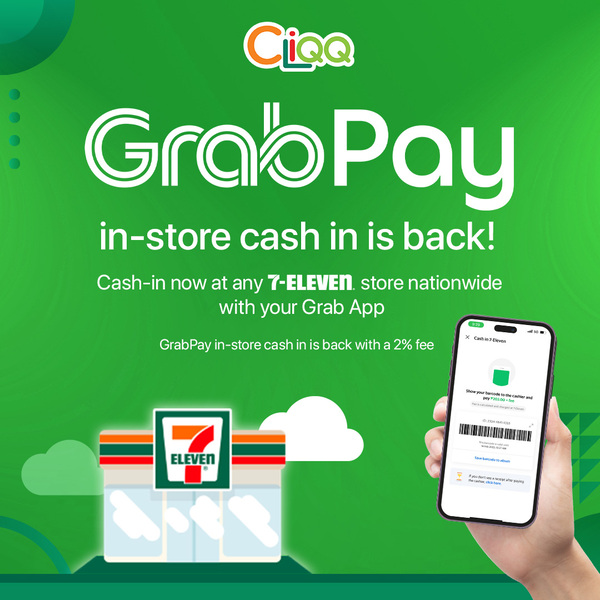 CLiQQ
GrabPay
in-store cash in is back!
Cash-in now at any 7-ELEVEN. store nationwide
with your Grab App
GrabPay in-store cash in is back with a 2% fee
Cash in 7-Eleven
Show your barcode to the cashier and
7
ELEVEN